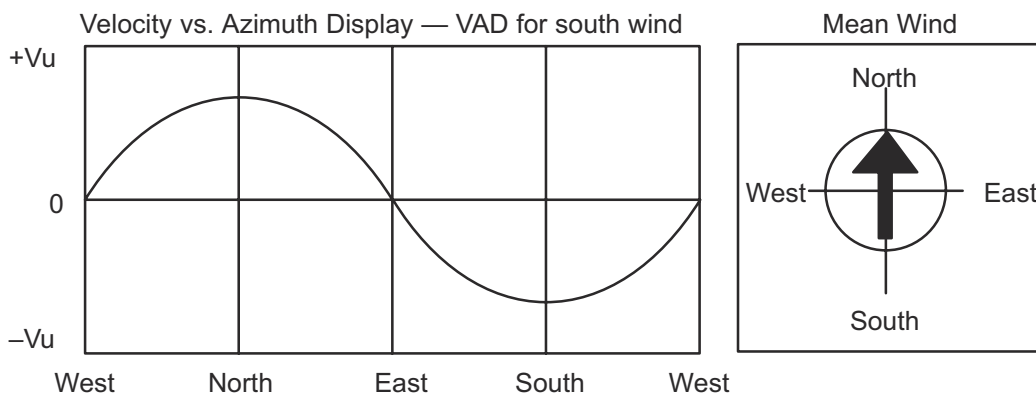 Velocity vs. Azimuth Display — VAD for south wind
+Vu
0
–Vu
West North East South West
Mean Wind
North
West East
South